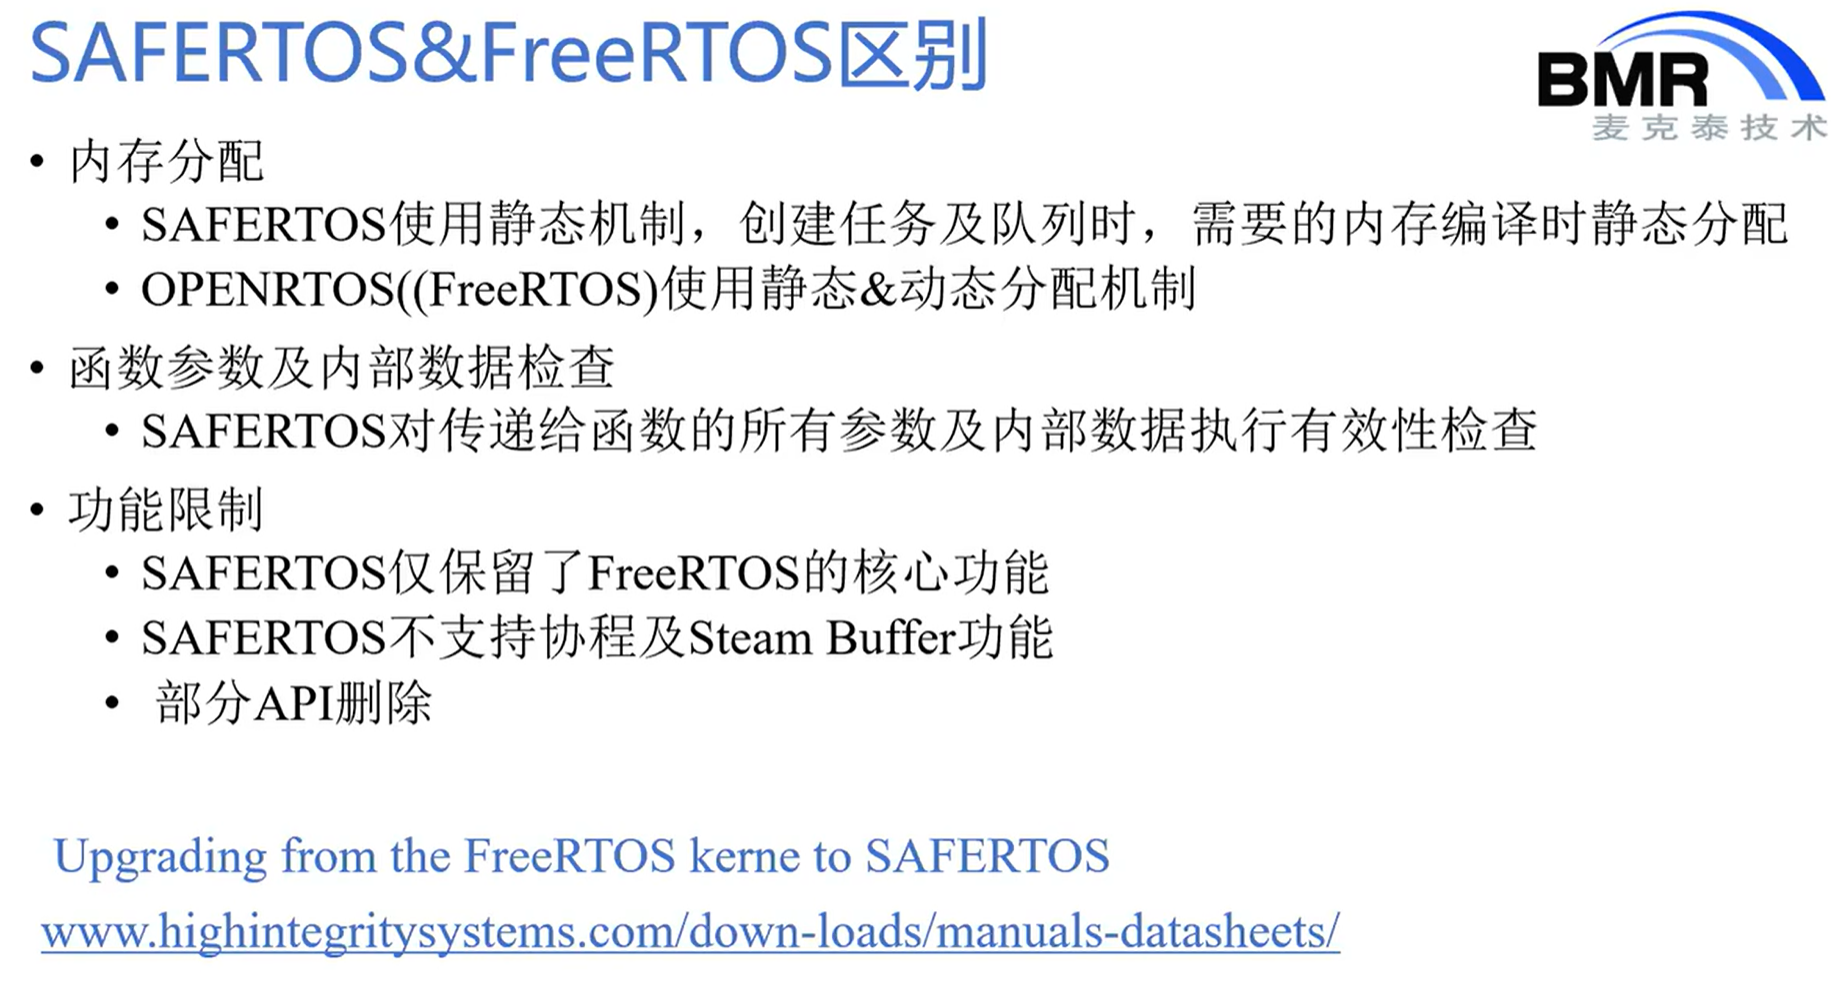 SAFERTOS&FreeRTOS区别
BMR
麦克泰技术
• 内存分配
• SAFERTOS使用静态机制，创建任务及队列时，需要的内存编译时静态分配
• OPENRTOS((FreeRTOS)使用静态&动态分配机制
• 函数参数及内部数据检查
• SAFERTOS对传递给函数的所有参数及内部数据执行有效性检查
• 功能限制
• SAFERTOS仅保留了FreeRTOS的核心功能
• SAFERTOS不支持协程及Steam Buffer功能
• 部分API删除
Upgrading from the FreeRTOS kerne to SAFERTOS
www.highintegritysystems.com/down-loads/manuals-datasheets/